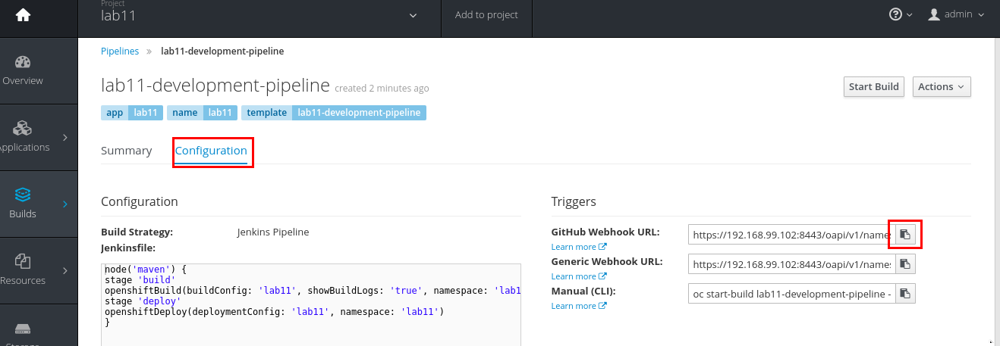 Project
lab11
Add to project
admin
Overview
Applications
Builds
Resources
Storage
Pipelines » lab11-development-pipeline
lab11-development-pipeline created 2 minutes ago
Start Build
Actions
app lab11 name lab11 template lab11-development-pipeline
Summary
Configuration
Configuration
Build Strategy: Jenkins Pipeline
Jenkinsfile:
node('maven') {
stage 'build'
openshiftBuild(buildConfig: 'lab11', showBuildLogs: 'true', namespace: 'lab1
stage 'deploy'
openshiftDeploy(deploymentConfig: 'lab11', namespace: 'lab11')
}
Triggers
GitHub Webhook URL: https://192.168.99.102:8443/oapi/v1/names
Learn more
Generic Webhook URL: https://192.168.99.102:8443/oapi/v1/names
Learn more
Manual (CLI): oc start-build lab11-development-pipeline -
Learn more